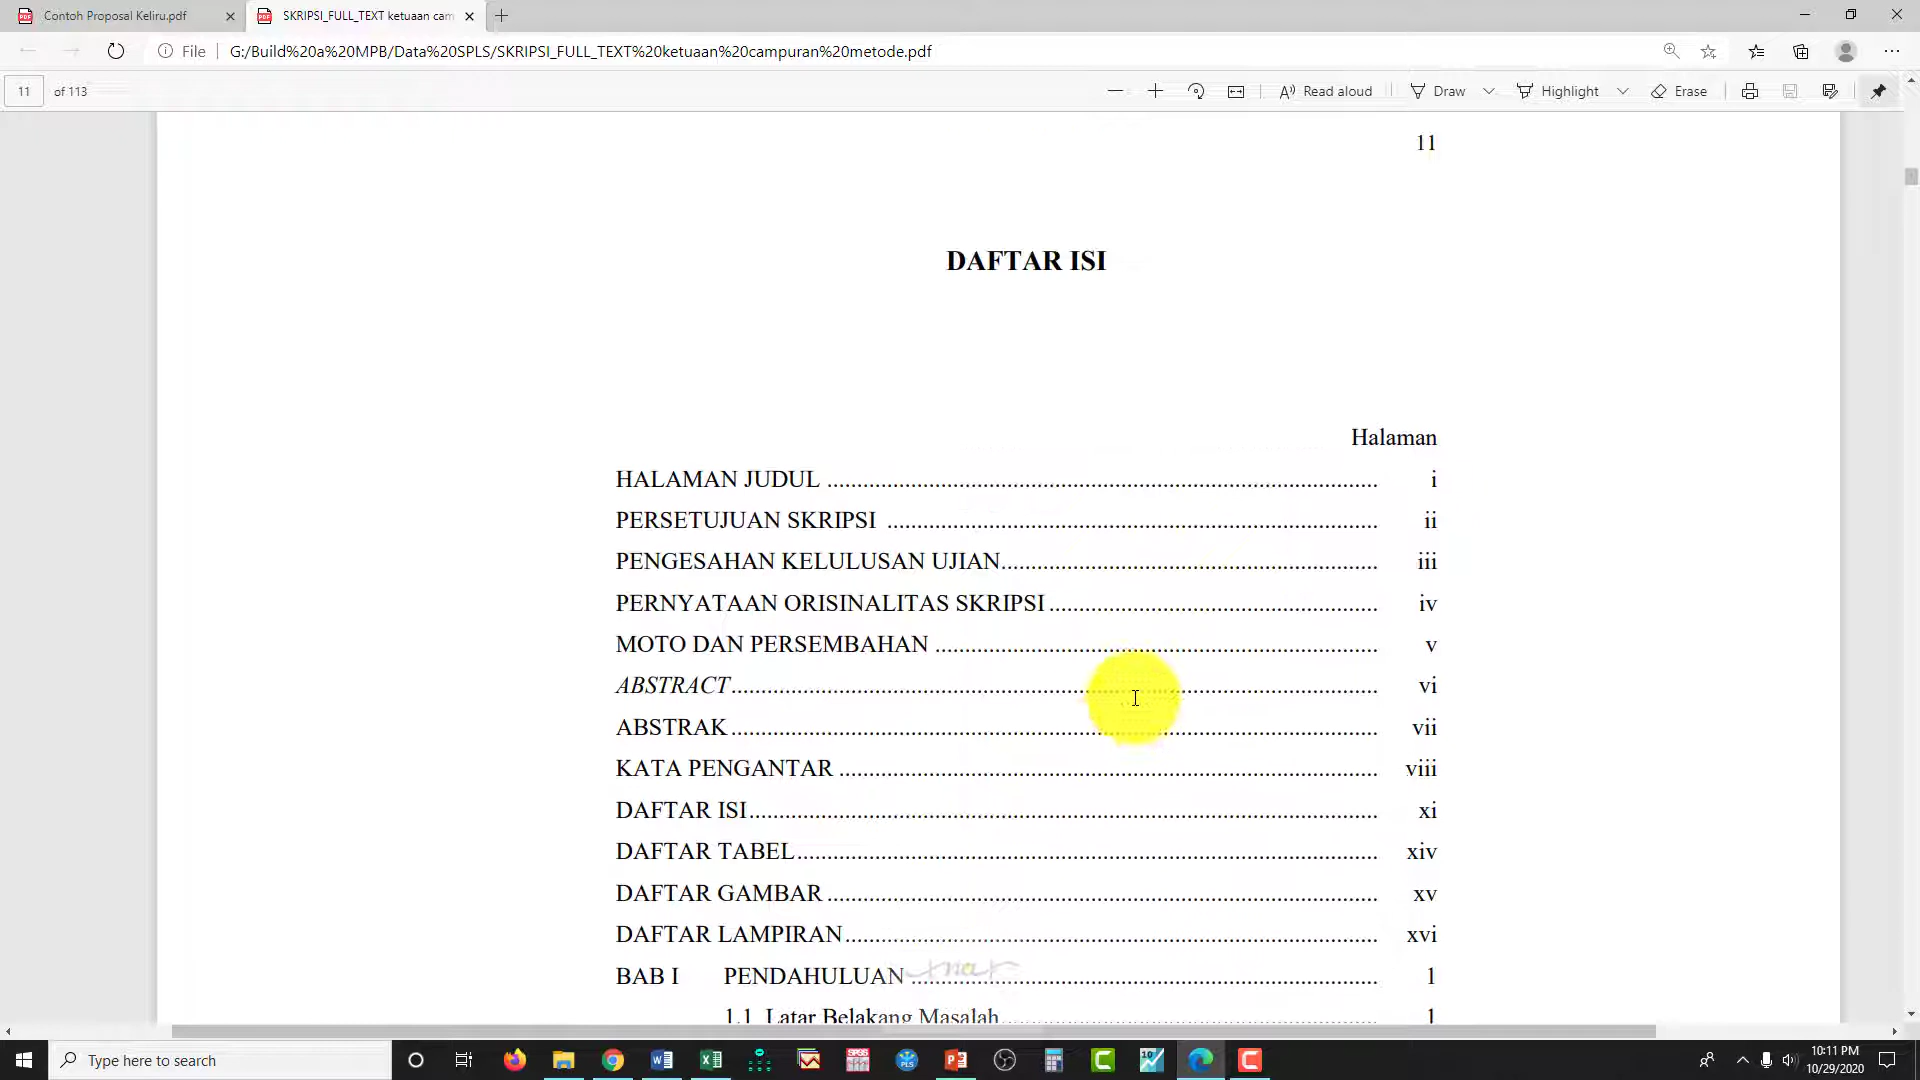 Contoh Proposal Keliru.pdf
SKRIPSI_FULL_TEXT ketuaan cam
File
G:/Build%20a%20MPB/Data%20SPLS/SKRIPSI_FULL_TEXT%20ketuaan%20campuran%20metode.pdf
11 of 113
Read aloud
Draw
Highlight
Erase
11
DAFTAR ISI
Halaman
HALAMAN JUDUL ........ i
PERSETUJUAN SKRIPSI ........ ii
PENGESAHAN KELULUSAN UJIAN........ iii
PERNYATAAN ORISINALITAS SKRIPSI ........ iv
MOTO DAN PERSEMBAHAN ........ v
ABSTRACT........ vi
ABSTRAK ........ vii
KATA PENGANTAR ........ viii
DAFTAR ISI........ xi
DAFTAR TABEL........ xiv
DAFTAR GAMBAR ........ xv
DAFTAR LAMPIRAN........ xvi
BAB I PENDAHULUAN ........ 1
1.1 Latar Belakang Masalah........ 1
Type here to search
10:11 PM
10/29/2020